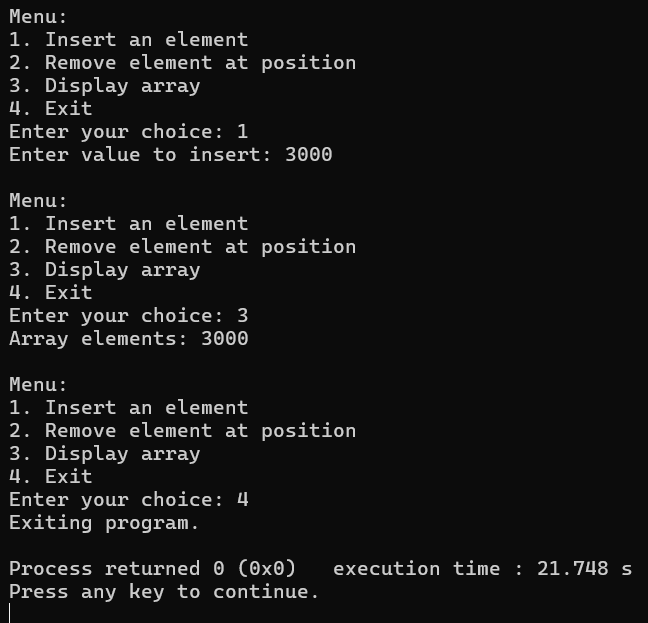 Menu:
1. Insert an element
2. Remove element at position
3. Display array
4. Exit
Enter your choice: 1
Enter value to insert: 3000

Menu:
1. Insert an element
2. Remove element at position
3. Display array
4. Exit
Enter your choice: 3
Array elements: 3000

Menu:
1. Insert an element
2. Remove element at position
3. Display array
4. Exit
Enter your choice: 4
Exiting program.

Process returned 0 (0x0)   execution time : 21.748 s
Press any key to continue.